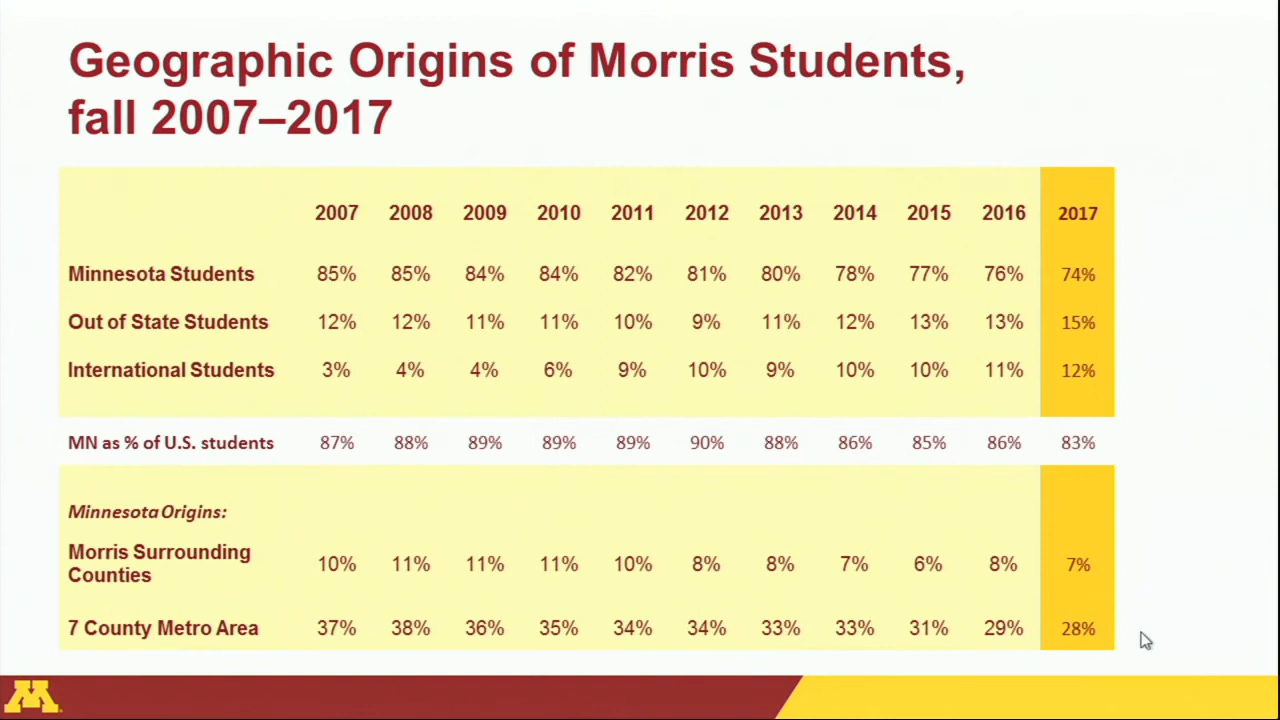 Geographic Origins of Morris Students,
fall 2007–2017
2007 2008 2009 2010 2011 2012 2013 2014 2015 2016 2017
Minnesota Students 85% 85% 84% 84% 82% 81% 80% 78% 77% 76% 74%
Out of State Students 12% 12% 11% 11% 10% 9% 11% 12% 13% 13% 15%
International Students 3% 4% 4% 6% 9% 10% 9% 10% 10% 11% 12%
MN as % of U.S. students 87% 88% 89% 89% 89% 90% 88% 86% 85% 86% 83%
Minnesota Origins:
Morris Surrounding
Counties 10% 11% 11% 11% 10% 8% 8% 7% 6% 8% 7%
7 County Metro Area 37% 38% 36% 35% 34% 34% 33% 33% 31% 29% 28%
M